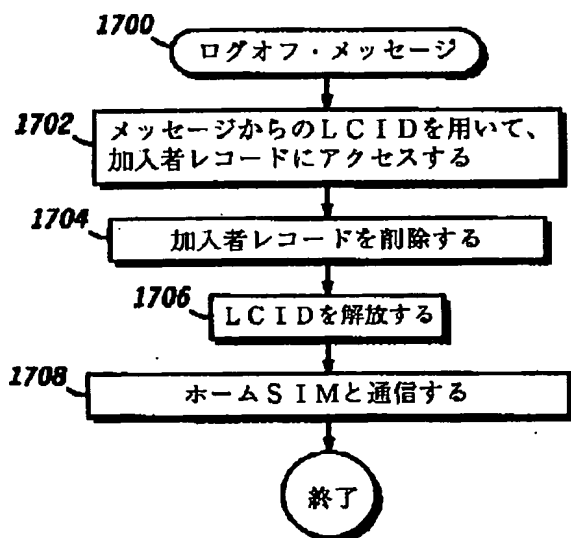 1700
ログオフ・メッセージ
1702
メッセージからのLCIDを用いて、
加入者レコードにアクセスする
1704
加入者レコードを削除する
1706
LCIDを解放する
1708
ホームSIMと通信する
終了